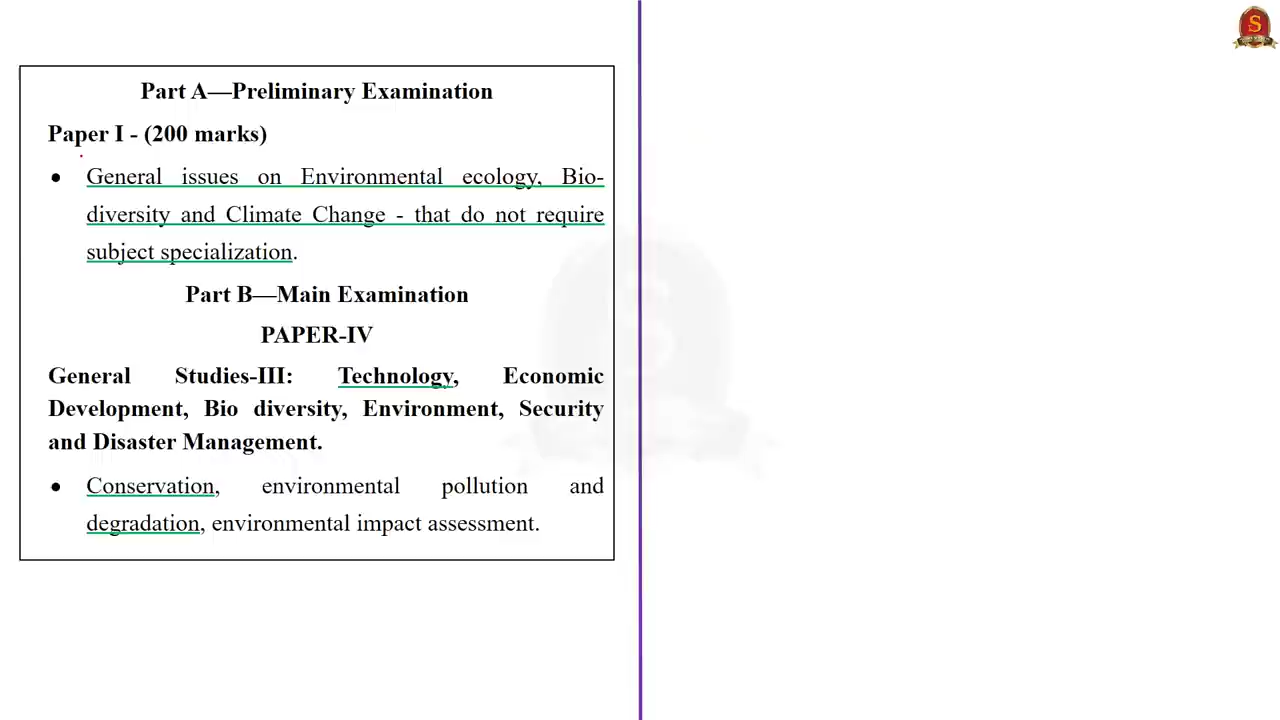 Part A—Preliminary Examination
Paper I - (200 marks)
● General issues on Environmental ecology, Bio-
diversity and Climate Change - that do not require
subject specialization.
Part B—Main Examination
PAPER-IV
General Studies-III: Technology, Economic
Development, Bio diversity, Environment, Security
and Disaster Management.
● Conservation, environmental pollution and
degradation, environmental impact assessment.
S